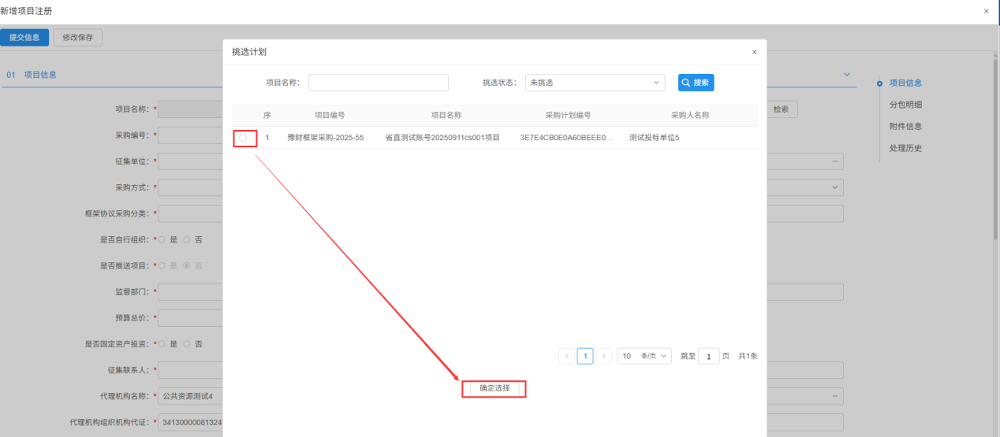 新增项目注册
提交信息 修改保存
挑选计划
项目名称： 挑选状态： 未挑选 搜索
序 项目编号 项目名称 采购计划编号 采购人名称
1 豫财框架采购-2025-55 省直测试账号20250911cs001项目 3E7E4CB0E0A60BEEE0... 测试投标单位5
1 10 条/页 跳至 1 页 共1条
确定选择
01 项目信息
项目名称：* 检索
采购编号：*
征集单位：*
采购方式：*
框架协议采购分类：*
是否自行组织：* 是 否
是否推送项目：* 是 否
监督部门：*
预算总价：*
是否固定资产投资：* 是 否
征集联系人：*
代理机构名称：* 公共资源测试4
代理机构组织机构代证：* 34130000081324
项目信息
分包明细
附件信息
处理历史